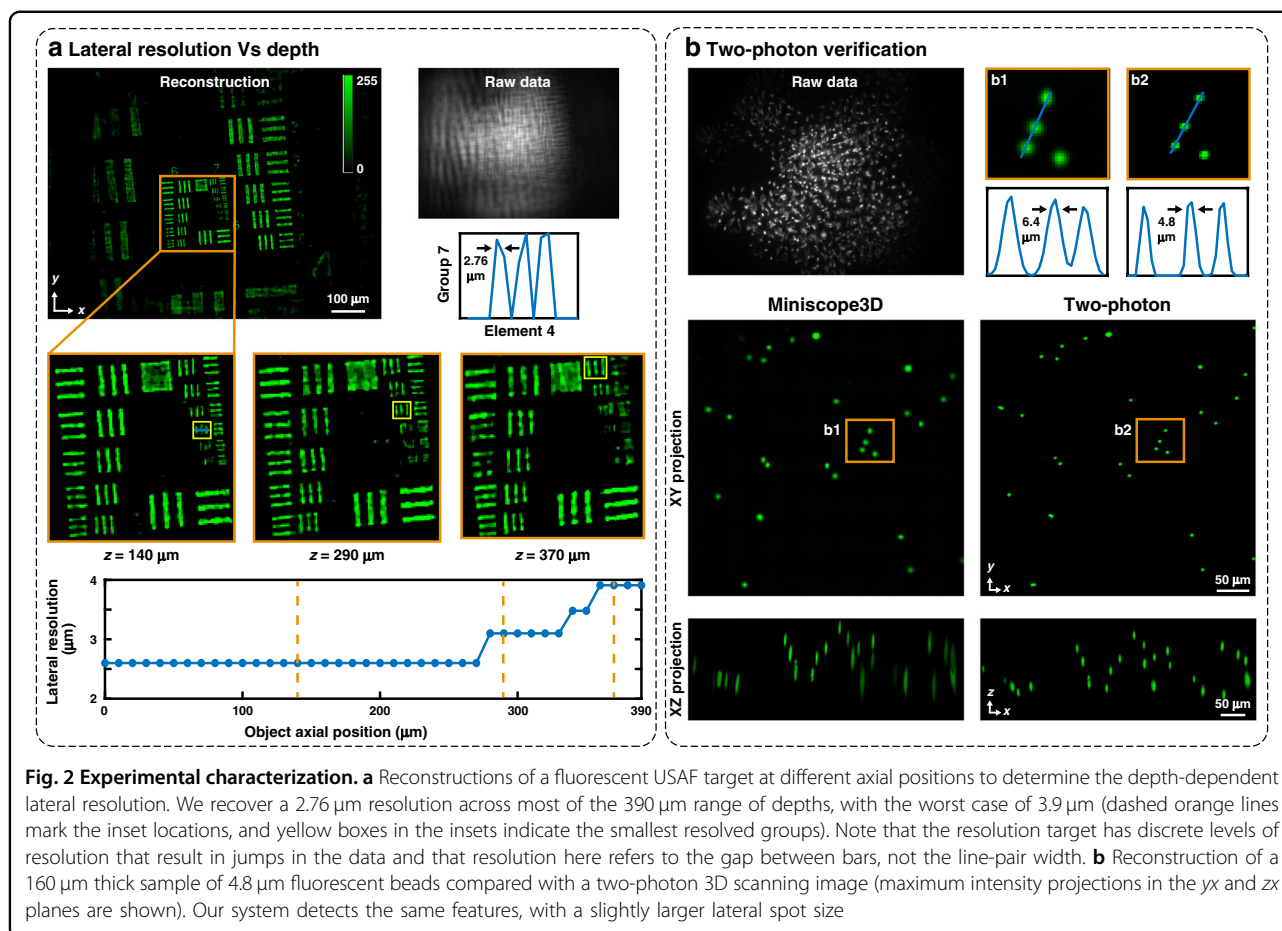 a Lateral resolution Vs depth
Reconstruction
255
0
y
x
100 μm
Raw data
Group 7
2.76
μm
Element 4
z = 140 μm
z = 290 μm
z = 370 μm
Lateral resolution
(μm)
4
3
2
0
100
200
300
390
Object axial position (μm)
b Two-photon verification
Raw data
b1
b2
6.4
μm
4.8
μm
Miniscope3D
Two-photon
XY projection
b1
b2
y
x
50 μm
XZ projection
z
x
50 μm
Fig. 2 Experimental characterization. a Reconstructions of a fluorescent USAF target at different axial positions to determine the depth-dependent
lateral resolution. We recover a 2.76 μm resolution across most of the 390 μm range of depths, with the worst case of 3.9 μm (dashed orange lines
mark the inset locations, and yellow boxes in the insets indicate the smallest resolved groups). Note that the resolution target has discrete levels of
resolution that result in jumps in the data and that resolution here refers to the gap between bars, not the line-pair width. b Reconstruction of a
160 μm thick sample of 4.8 μm fluorescent beads compared with a two-photon 3D scanning image (maximum intensity projections in the yx and zx
planes are shown). Our system detects the same features, with a slightly larger lateral spot size